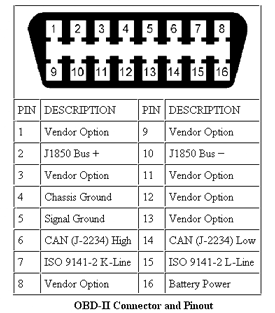 1 2 3 4 5 6 7 8
9 10 11 12 13 14 15 16
PIN DESCRIPTION PIN DESCRIPTION
1 Vendor Option 9 Vendor Option
2 J1850 Bus + 10 J1850 Bus −
3 Vendor Option 11 Vendor Option
4 Chassis Ground 12 Vendor Option
5 Signal Ground 13 Vendor Option
6 CAN (J-2234) High 14 CAN (J-2234) Low
7 ISO 9141-2 K-Line 15 ISO 9141-2 L-Line
8 Vendor Option 16 Battery Power
OBD-II Connector and Pinout